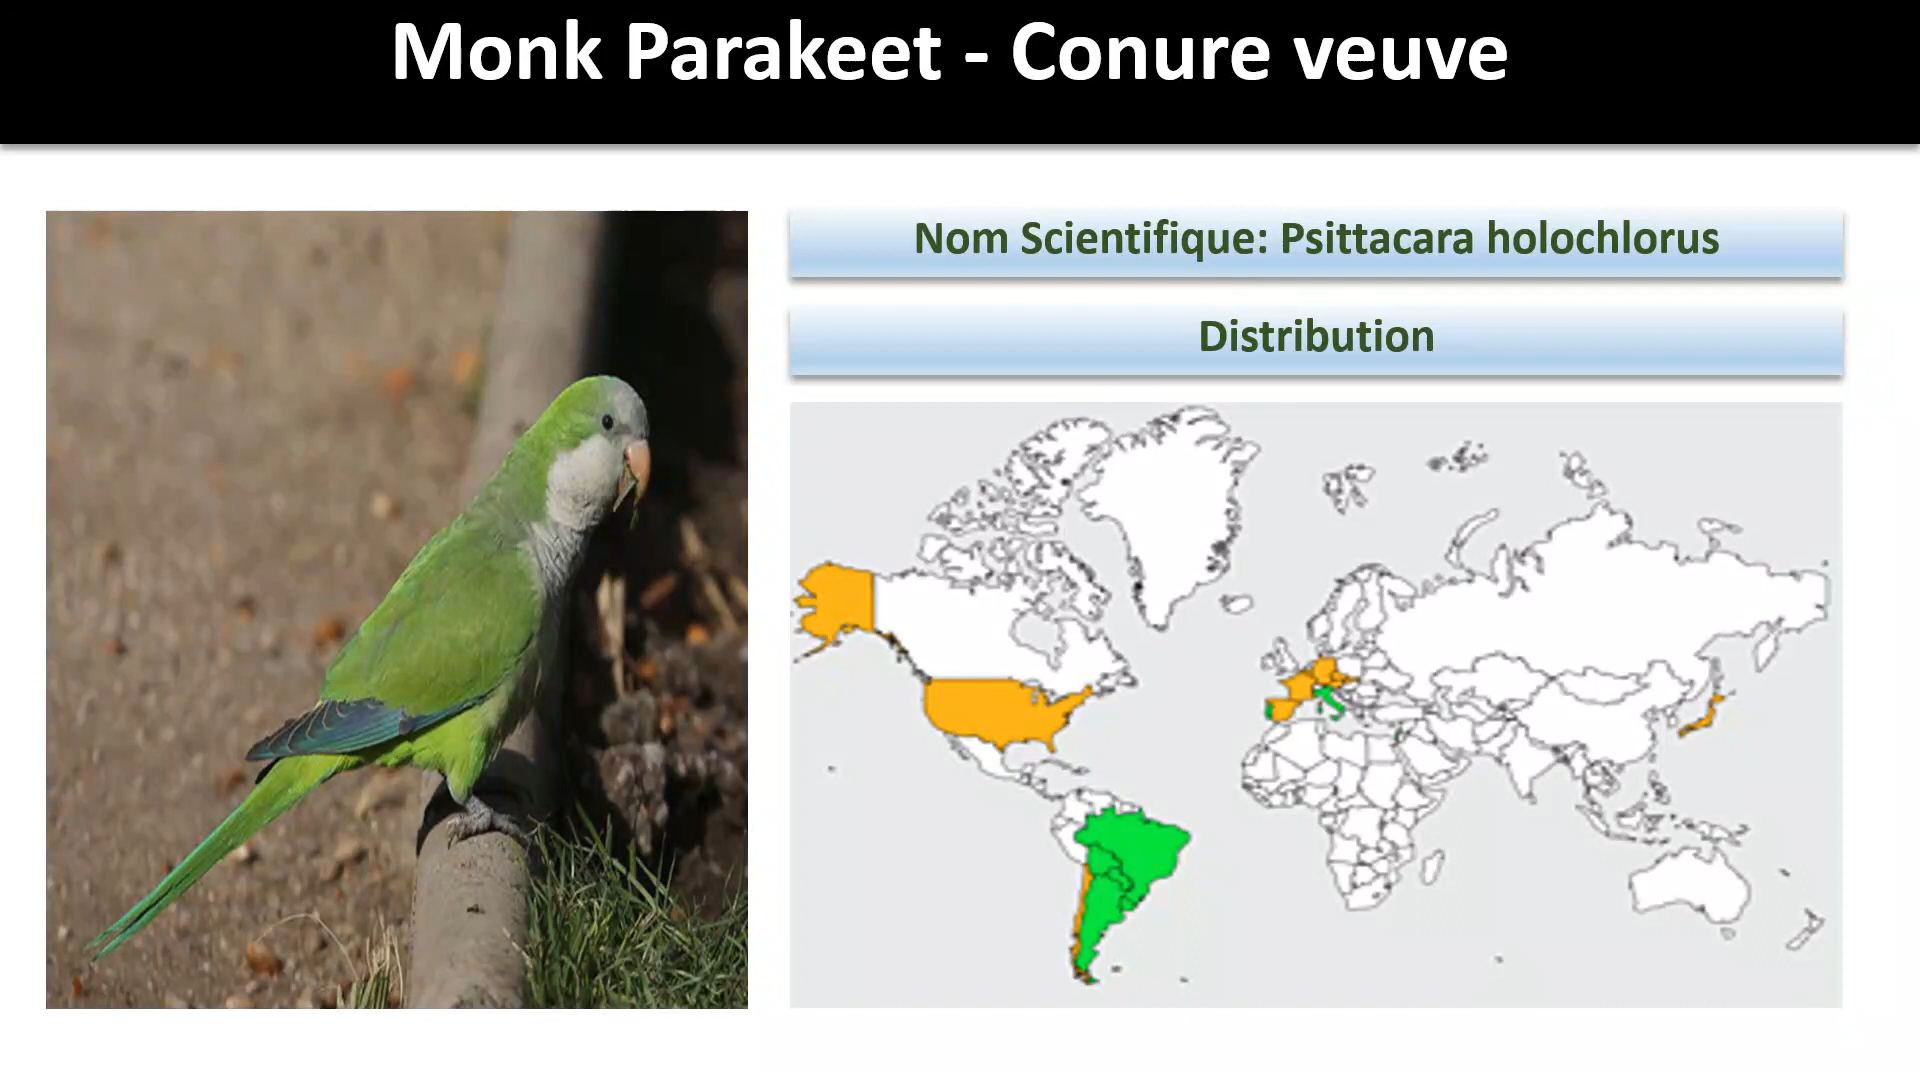 Monk Parakeet - Conure veuve
Nom Scientifique: Psittacara holochlorus
Distribution